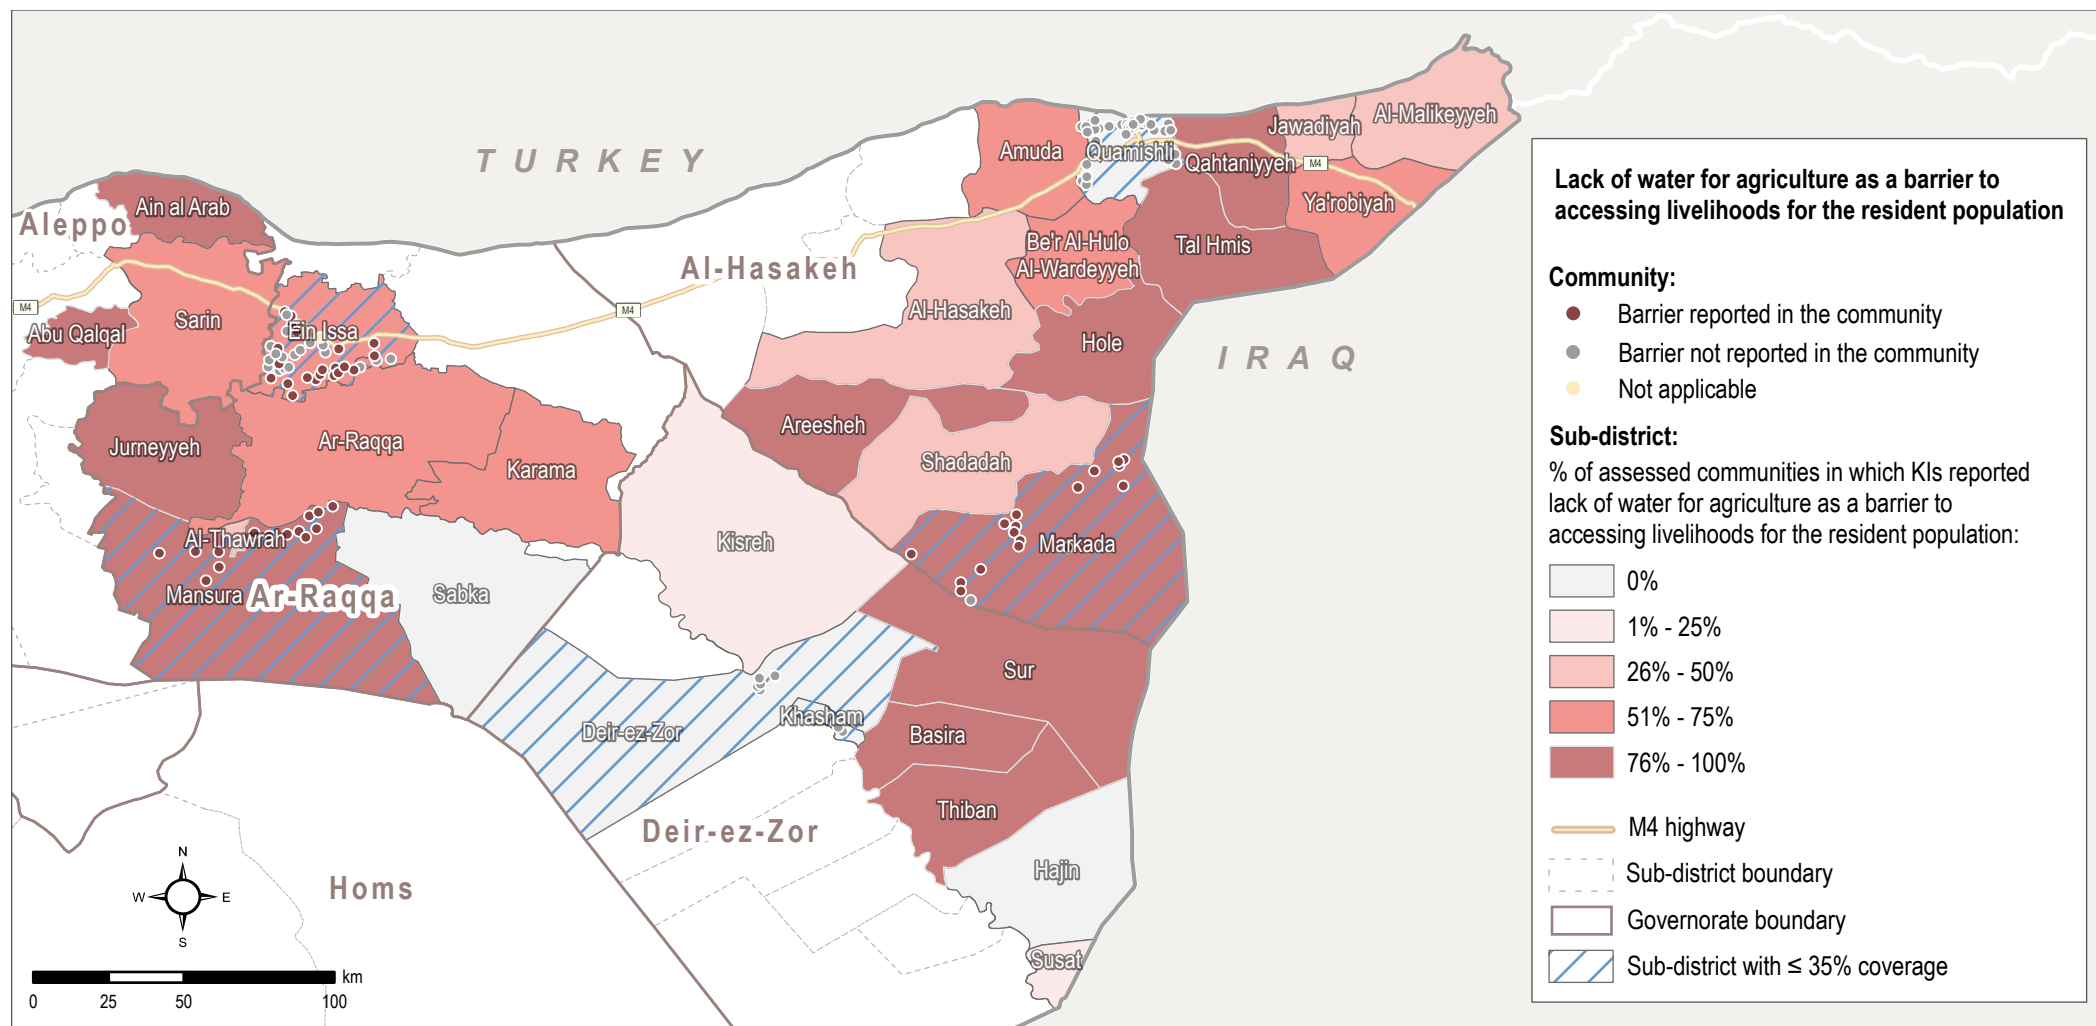 TURKEY
IRAQ
Aleppo
Al-Hasakeh
Ar-Raqqa
Deir-ez-Zor
Homs
Ain al Arab
Sarin
Abu Qalqal
Ein Issa
Jurneyyeh
Ar-Raqqa
Karama
Al-Thawrah
Mansura
Sabka
Kisreh
Amuda
Quamishli
Qahtaniyyeh
Jawadiyah
Al-Malikeyyeh
Ya'robiyah
Tal Hmis
Be'r Al-Hulo
Al-Wardeyyeh
Al-Hasakeh
Hole
Areesheh
Shadadah
Markada
Sur
Basira
Thiban
Hajin
Susat
Deir-ez-Zor
Khasham
M4
M4
M4
N
W
E
S
km
0
25
50
100
Lack of water for agriculture as a barrier to
accessing livelihoods for the resident population
Community:
Barrier reported in the community
Barrier not reported in the community
Not applicable
Sub-district:
% of assessed communities in which KIs reported
lack of water for agriculture as a barrier to
accessing livelihoods for the resident population:
0%
1% - 25%
26% - 50%
51% - 75%
76% - 100%
M4 highway
Sub-district boundary
Governorate boundary
Sub-district with ≤ 35% coverage